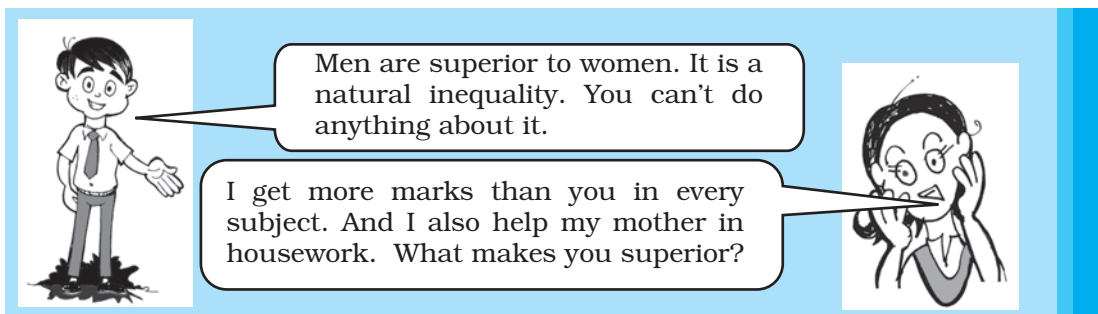 Men are superior to women. It is a
natural inequality. You can’t do
anything about it.
I get more marks than you in every
subject. And I also help my mother in
housework. What makes you superior?